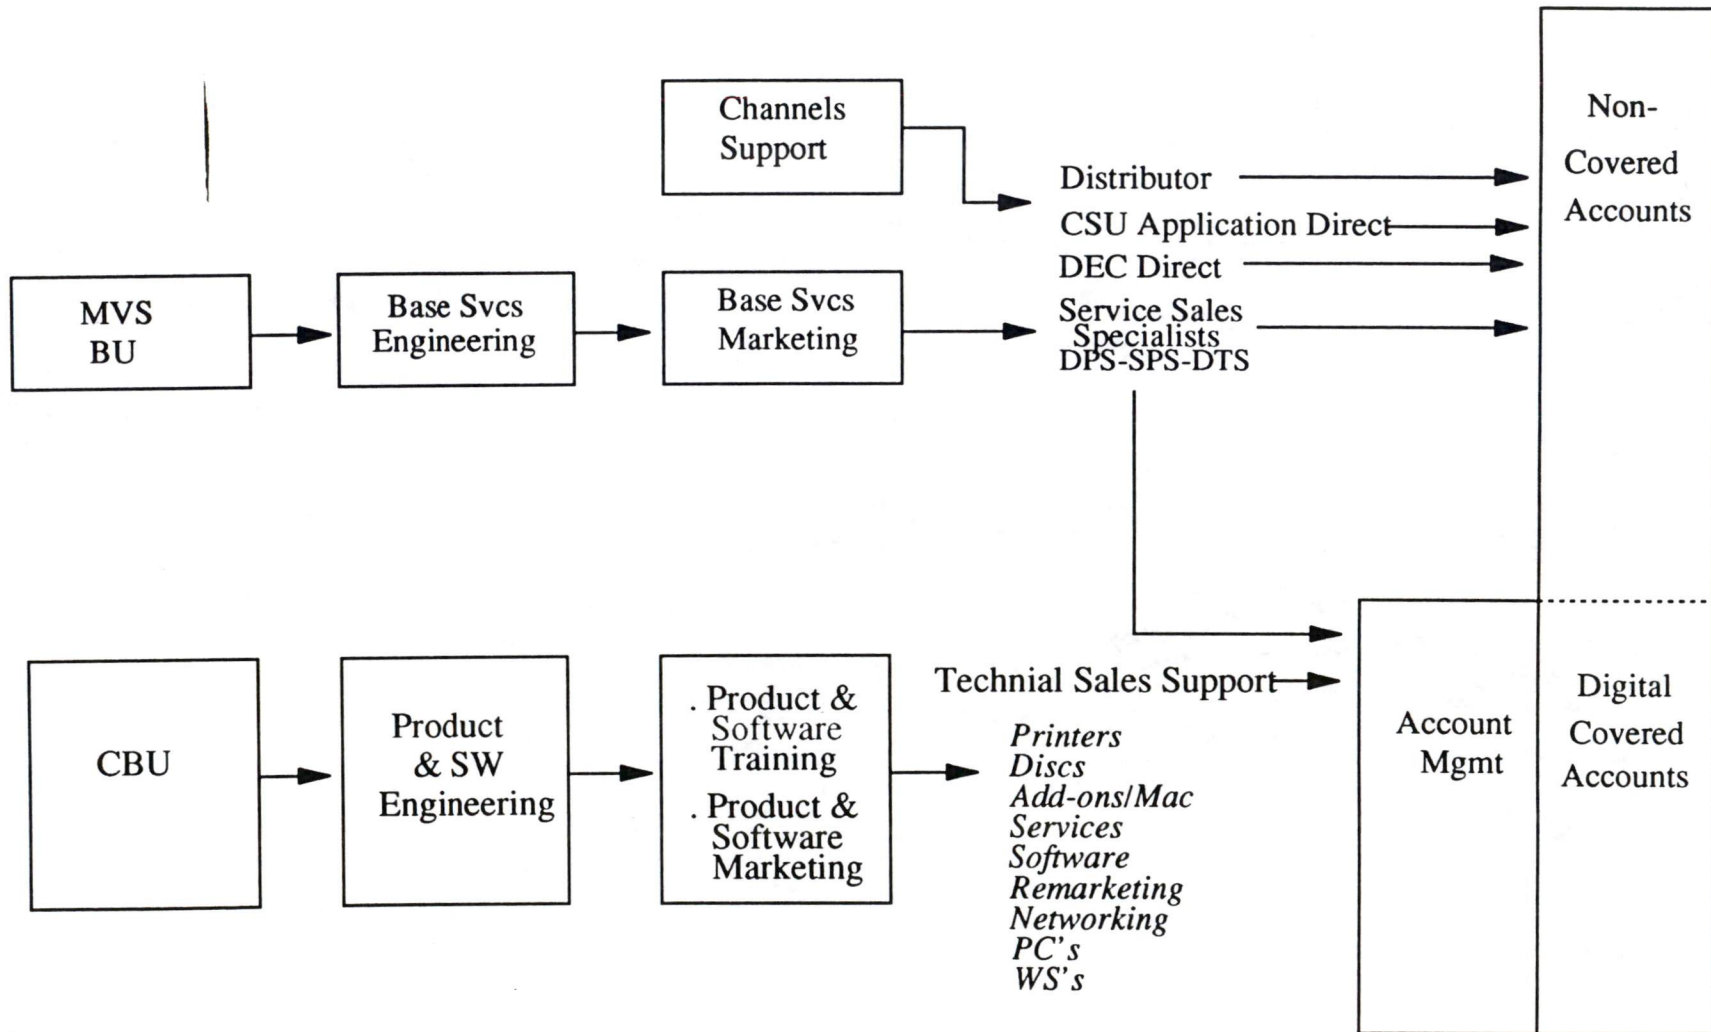 Channels
Support
Non-
Covered
Accounts
Distributor
CSU Application Direct
DEC Direct
Service Sales
Specialists
DPS-SPS-DTS
MVS
BU
Base Svcs
Engineering
Base Svcs
Marketing
CBU
Product
& SW
Engineering
. Product &
Software
Training
. Product &
Software
Marketing
Technial Sales Support
Printers
Discs
Add-ons/Mac
Services
Software
Remarketing
Networking
PC's
WS's
Account
Mgmt
Digital
Covered
Accounts